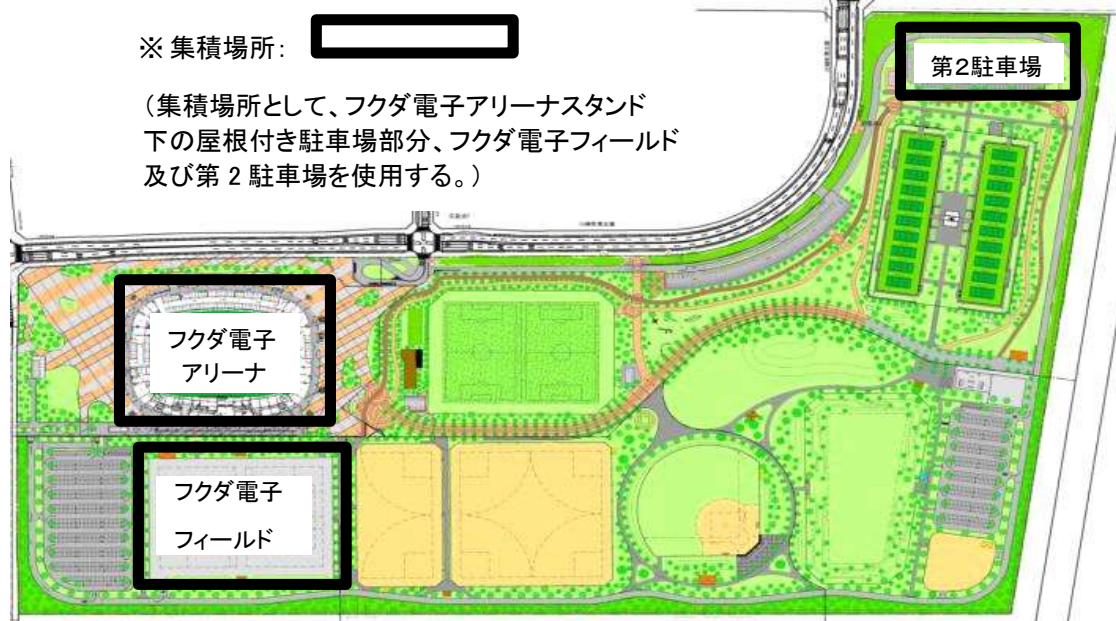 ※ 集積場所:
(集積場所として、フクダ電子アリーナスタンド
下の屋根付き駐車場部分、フクダ電子フィールド
及び第 2 駐車場を使用する。)
第2駐車場
フクダ電子
アリーナ
フクダ電子
フィールド